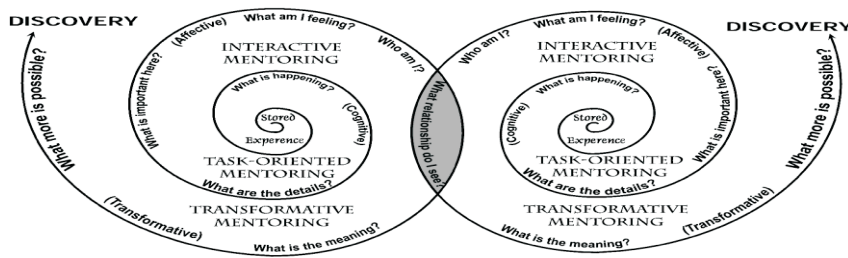 DISCOVERY
What more is possible?
(Transformative)
What is the meaning?
TRANSFORMATIVE
MENTORING
What is important here?
(Affective)
What am I feeling?
Who am I?
INTERACTIVE
MENTORING
What is happening?
(Cognitive)
Stored
Experence
TASK-ORIENTED
MENTORING
What are the details?
What relationship do I see?
Who am I?
What am I feeling?
(Affective)
What is important here?
INTERACTIVE
MENTORING
What is happening?
(Cognitive)
Stored
Experence
TASK-ORIENTED
MENTORING
What are the details?
TRANSFORMATIVE
MENTORING
What is the meaning?
(Transformative)
What more is possible?
DISCOVERY